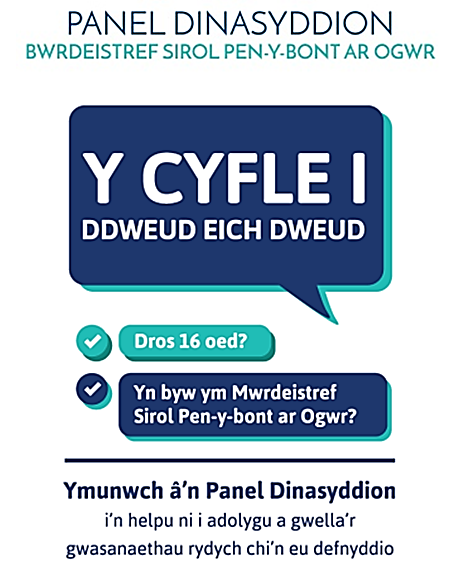 PANEL DINASYDDION
BWRDEISTREF SIROL PEN-Y-BONT AR OGWR
Y CYFLE I
DDWEUD EICH DWEUD
Dros 16 oed?
Yn byw ym Mwrdeistref
Sirol Pen-y-bont ar Ogwr?
Ymunwch â'n Panel Dinasyddion
i'n helpu ni i adolygu a gwella'r
gwasanaethau rydych chi'n eu defnyddio